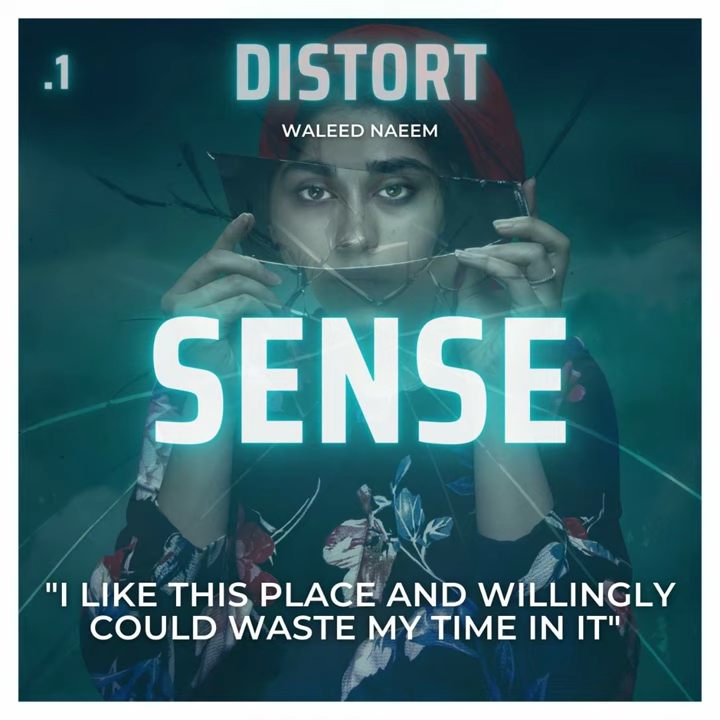 .1
DISTORT
WALEED NAEEM
SENSE
"I LIKE THIS PLACE AND WILLINGLY
COULD WASTE MY TIME IN IT"